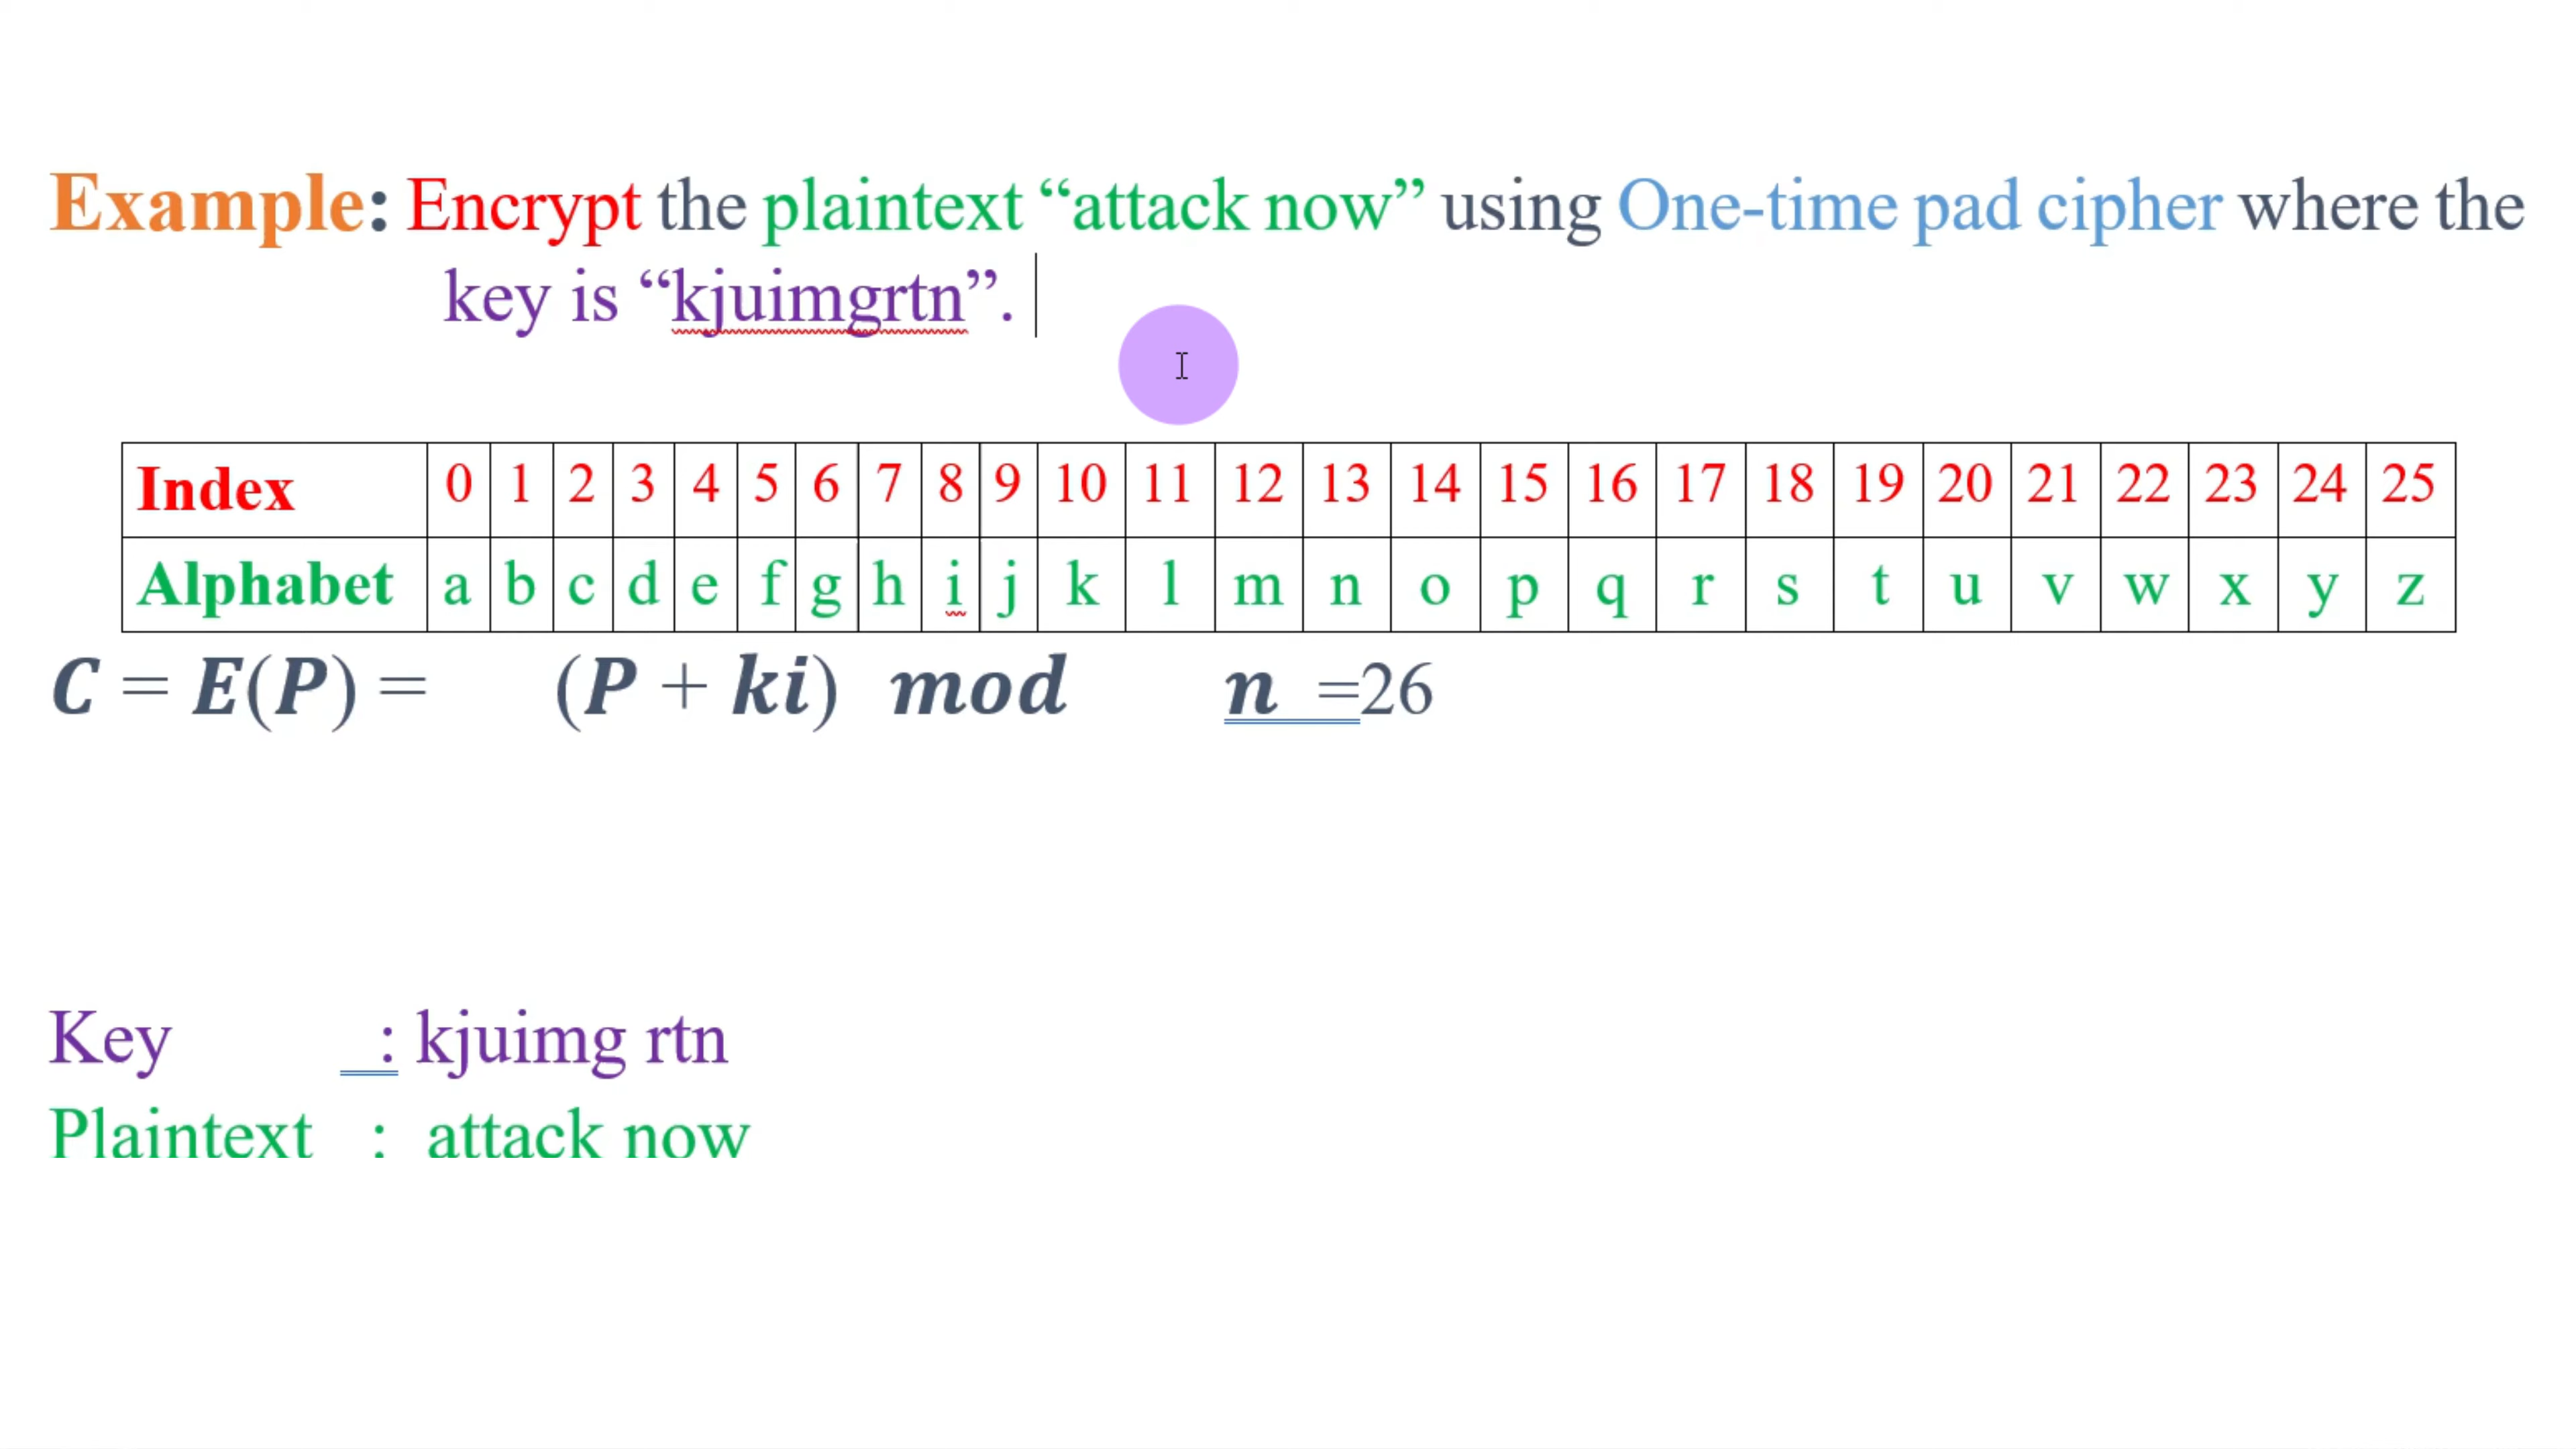 Example: Encrypt the plaintext “attack now” using One-time pad cipher where the
key is “kjuimgrtn”.
Index 0 1 2 3 4 5 6 7 8 9 10 11 12 13 14 15 16 17 18 19 20 21 22 23 24 25
Alphabet a b c d e f g h i j k l m n o p q r s t u v w x y z
C = E(P) = (P + ki) mod n =26
Key : kjuimg rtn
Plaintext : attack now